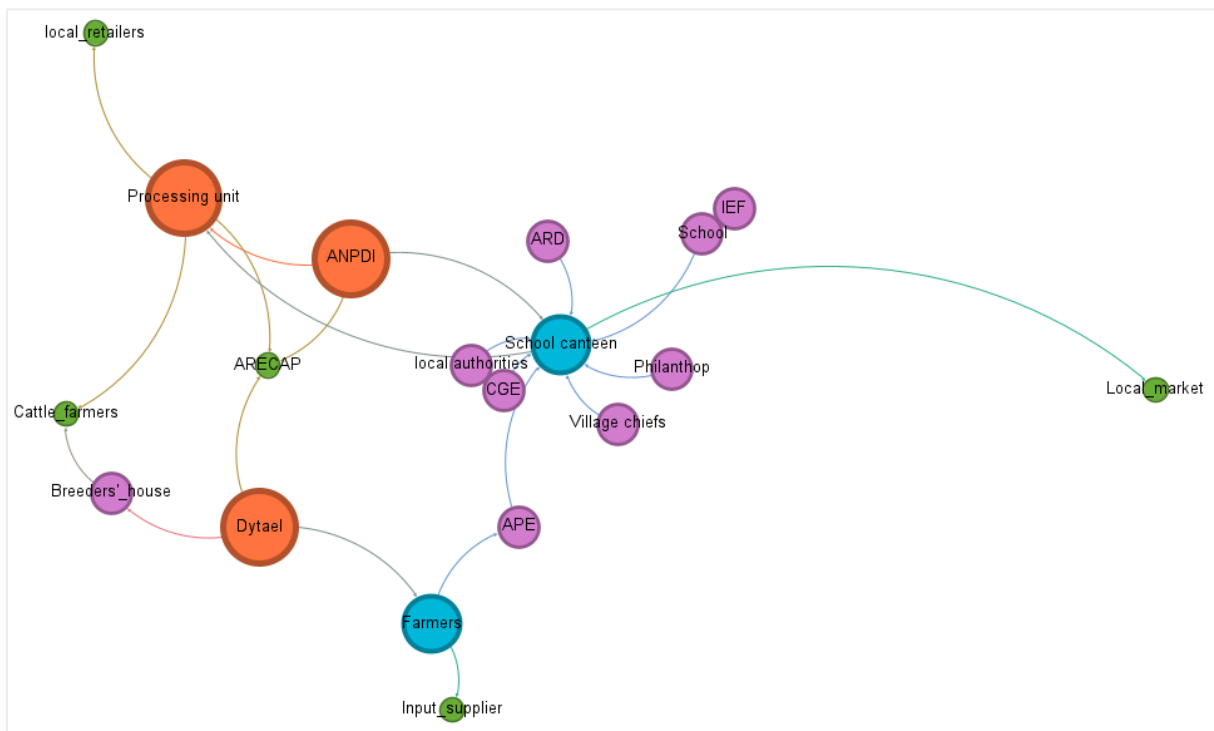 local_retailers
Processing unit
IEF
School
ARD
ANPDI
School canteen
local authorities
ARECAP
Philanthop
CGE
Local_market
Cattle_farmers
Village chiefs
Breeders'_house
Dytael
APE
Farmers
Input_supplier